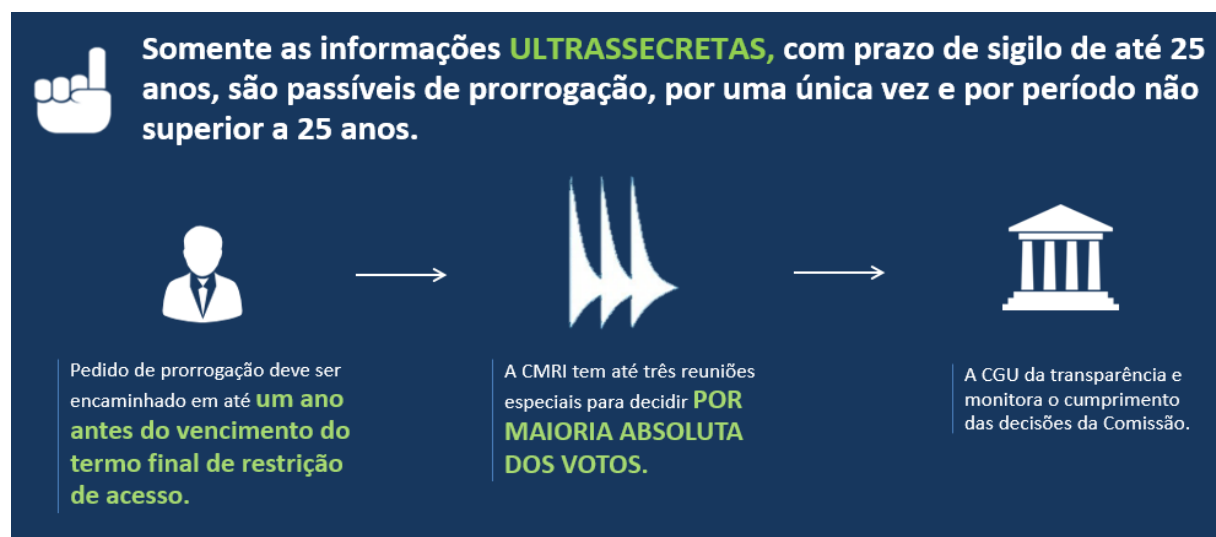 Somente as informações ULTRASSECRETAS, com prazo de sigilo de até 25
anos, são passíveis de prorrogação, por uma única vez e por período não
superior a 25 anos.
Pedido de prorrogação deve ser
encaminhado em até um ano
antes do vencimento do
termo final de restrição
de acesso.
A CMRI tem até três reuniões
especiais para decidir POR
MAIORIA ABSOLUTA
DOS VOTOS.
A CGU da transparência e
monitora o cumprimento
das decisões da Comissão.